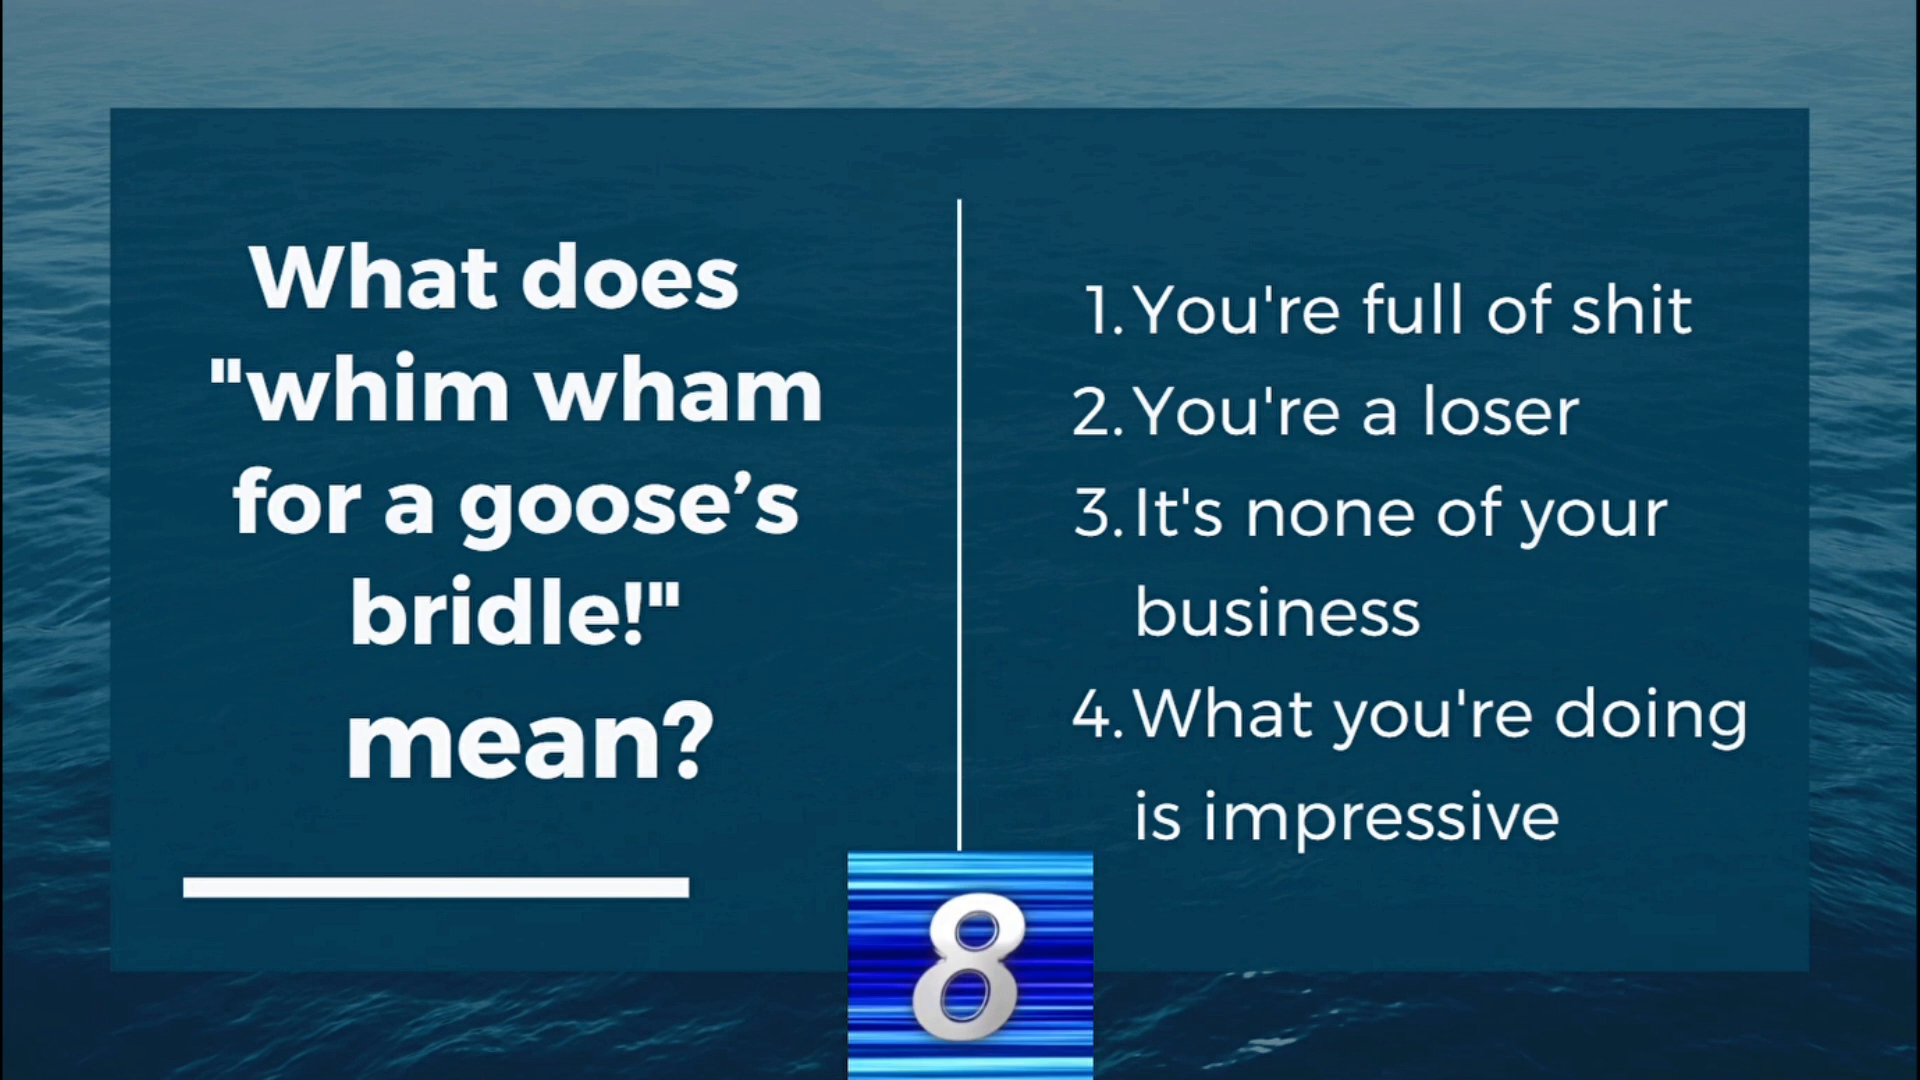 What does
"whim wham
for a goose’s
bridle!"
mean?
1. You're full of shit
2. You're a loser
3. It's none of your
business
4. What you're doing
is impressive
8